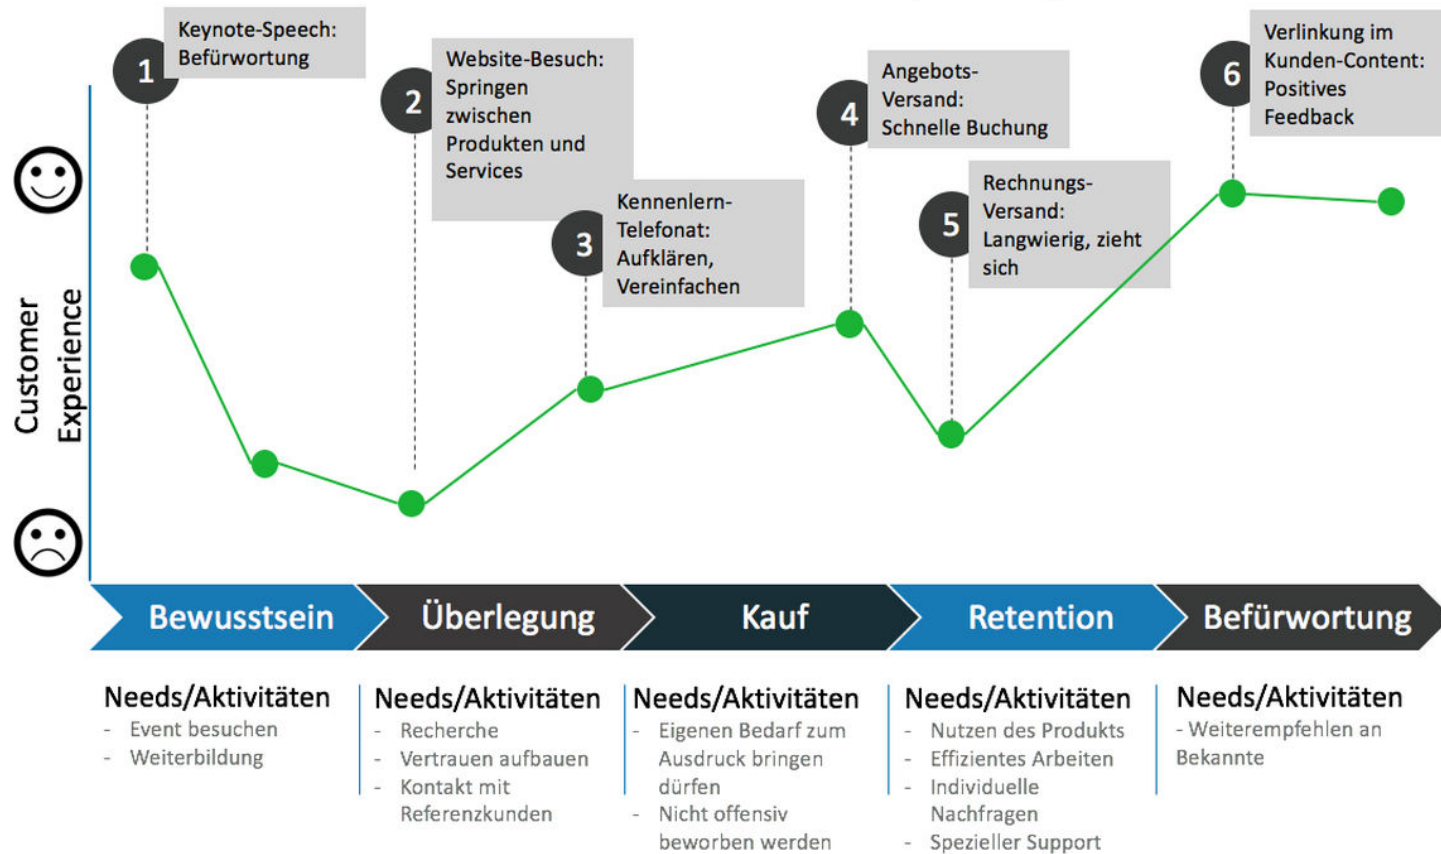 1
Keynote-Speech:
Befürwortung
2
Website-Besuch:
Springen
zwischen
Produkten und
Services
3
Kennenlern-
Telefonat:
Aufklären,
Vereinfachen
4
Angebots-
Versand:
Schnelle Buchung
5
Rechnungs-
Versand:
Langwierig, zieht
sich
6
Verlinkung im
Kunden-Content:
Positives
Feedback
Customer
Experience
Bewusstsein
Überlegung
Kauf
Retention
Befürwortung
Needs/Aktivitäten
- Event besuchen
- Weiterbildung
Needs/Aktivitäten
- Recherche
- Vertrauen aufbauen
- Kontakt mit
Referenzkunden
Needs/Aktivitäten
- Eigenen Bedarf zum
Ausdruck bringen
dürfen
- Nicht offensiv
beworben werden
Needs/Aktivitäten
- Nutzen des Produkts
- Effizientes Arbeiten
- Individuelle
Nachfragen
- Spezieller Support
Needs/Aktivitäten
- Weiterempfehlen an
Bekannte